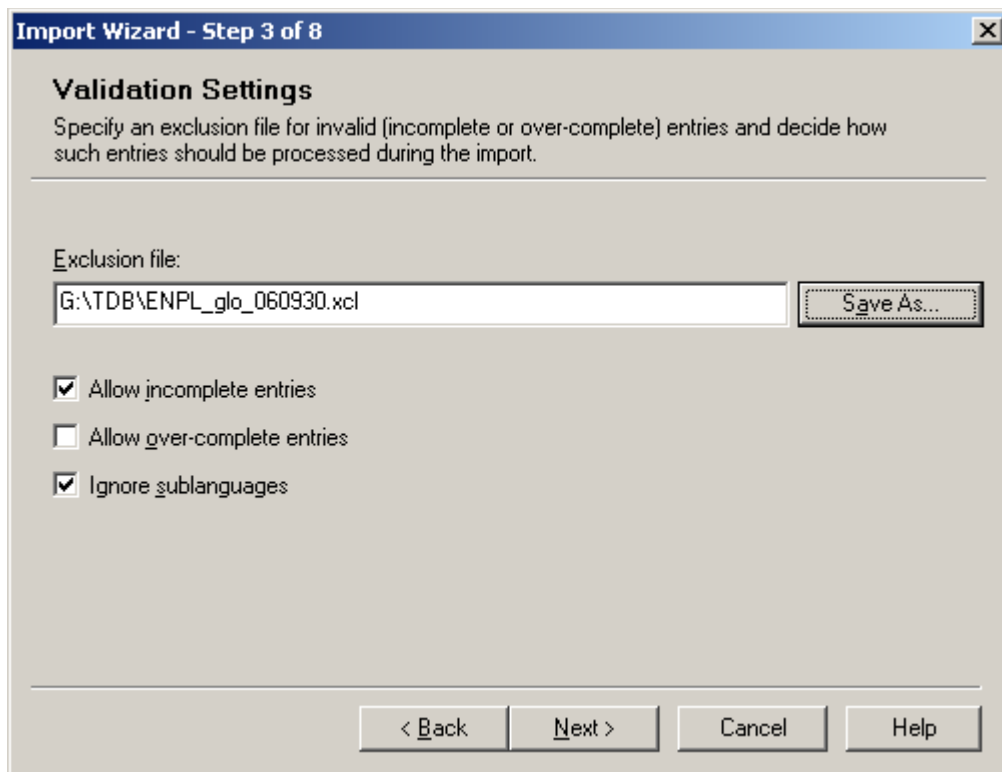 Import Wizard - Step 3 of 8
Validation Settings
Specify an exclusion file for invalid (incomplete or over-complete) entries and decide how
such entries should be processed during the import.
Exclusion file:
G:\TDB\ENPL_glo_060930.xcl
Save As...
Allow incomplete entries
Allow over-complete entries
Ignore sublanguages
< Back
Next >
Cancel
Help